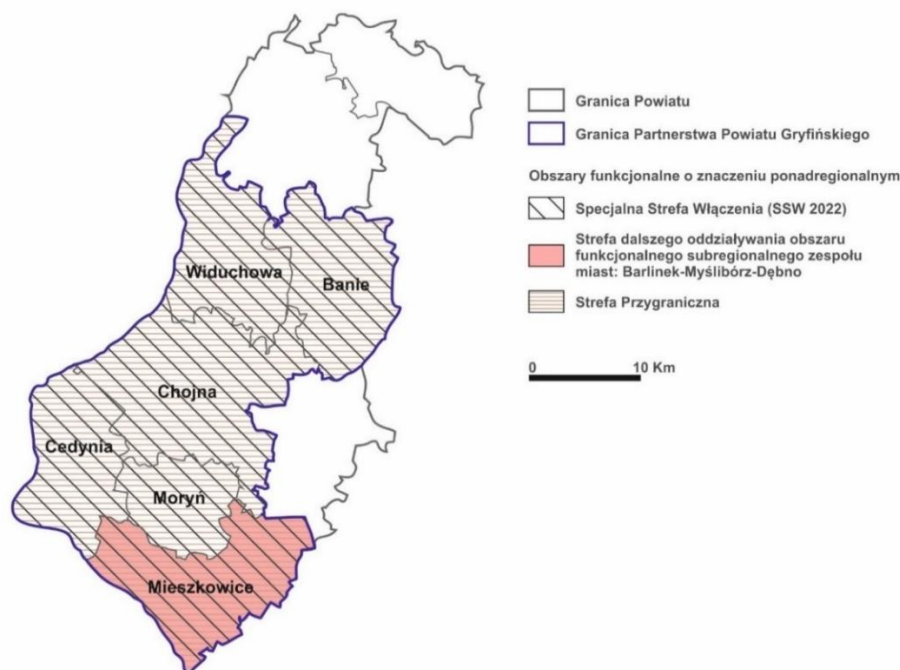 Granica Powiatu
Granica Partnerstwa Powiatu Gryfińskiego
Obszary funkcjonalne o znaczeniu ponadregionalnym
Specjalna Strefa Włączenia (SSW 2022)
Strefa dalszego oddziaływania obszaru
funkcjonalnego subregionalnego zespołu
miast: Barlinek-Myślibórz-Dębno
Strefa Przygraniczna
0 10 Km
Widuchowa
Banie
Chojna
Cedynia
Moryń
Mieszkowice